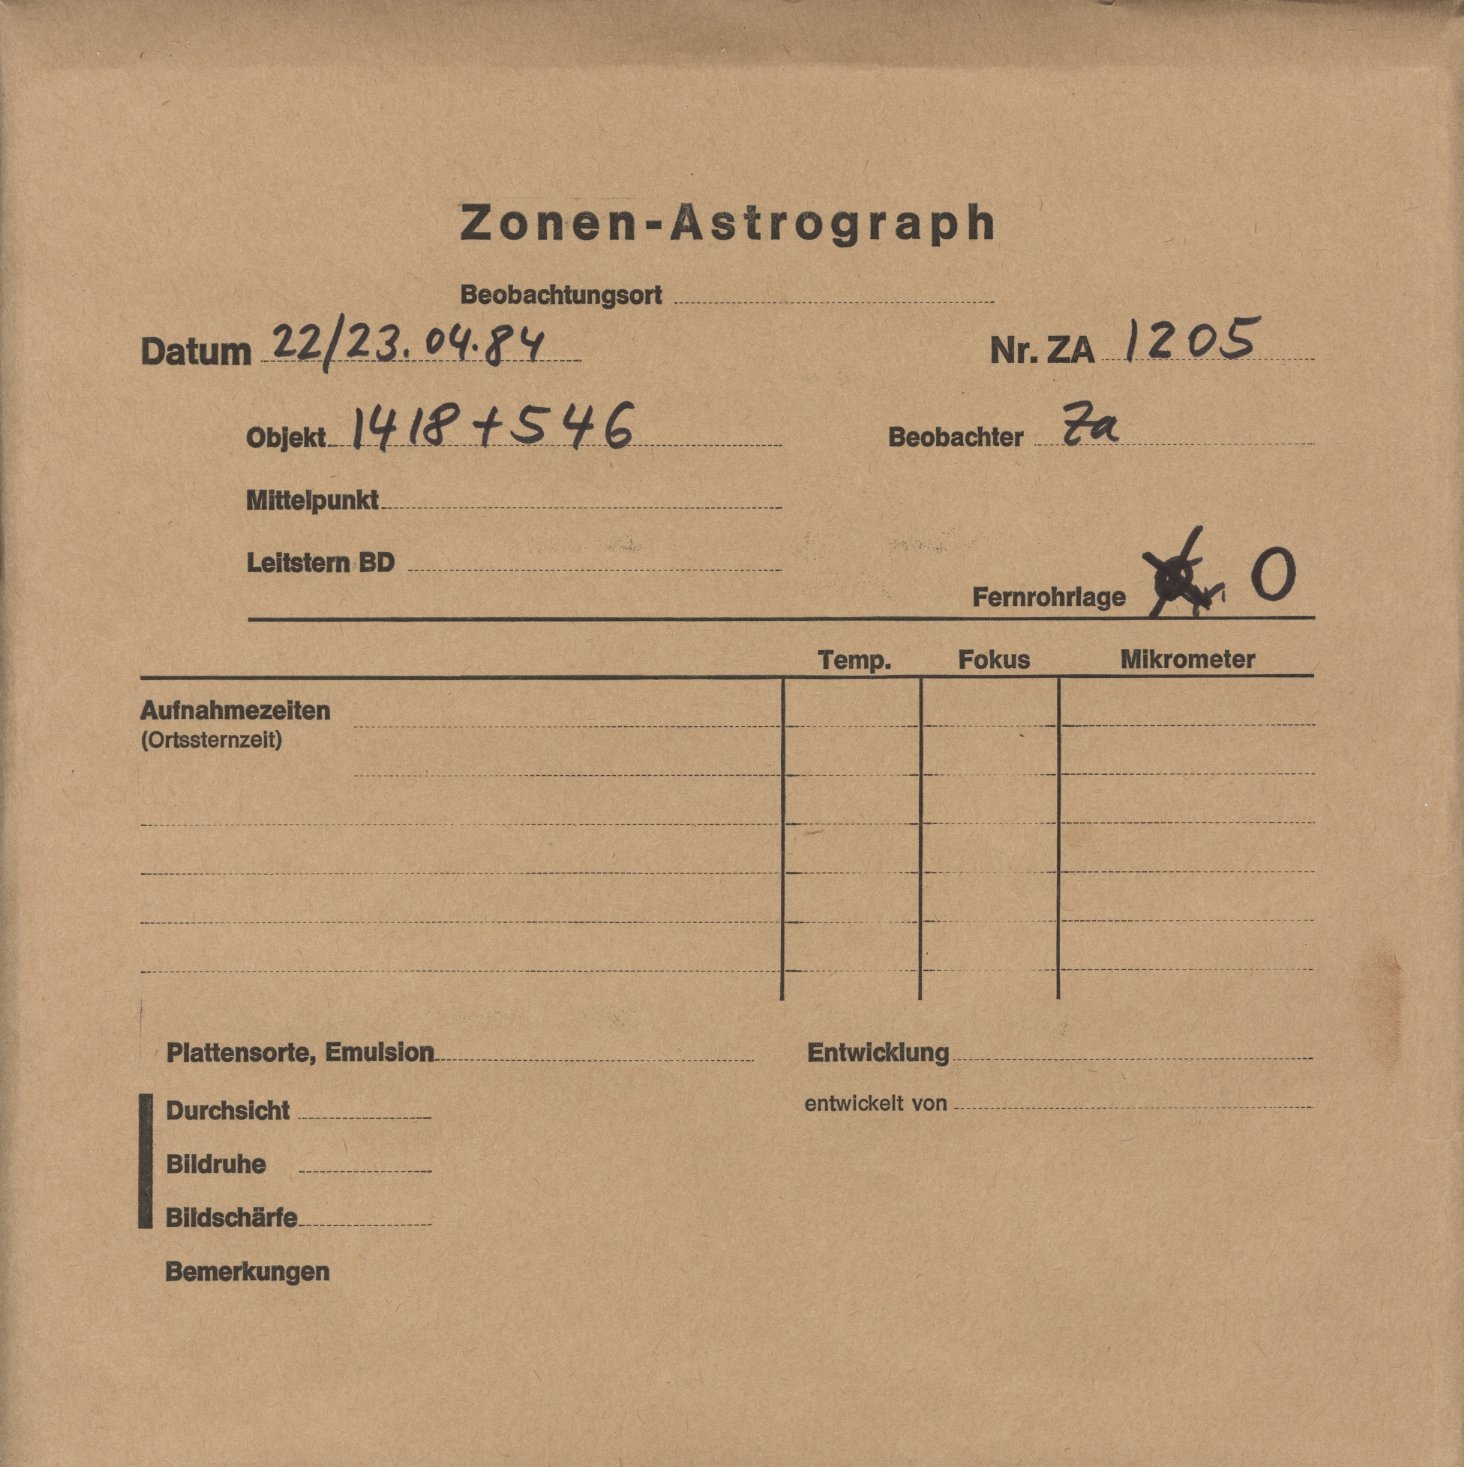 Zonen-Astrograph
Beobachtungsort
Datum 22/23.04.84 Nr. ZA 1205
Objekt 1418+546 Beobachter Za
Mittelpunkt
Leitstern BD
Fernrohrlage O
Temp. Fokus Mikrometer
Aufnahmezeiten
(Ortssternzeit)
Plattensorte, Emulsion Entwicklung
Durchsicht entwickelt von
Bildruhe
Bildschärfe
Bemerkungen